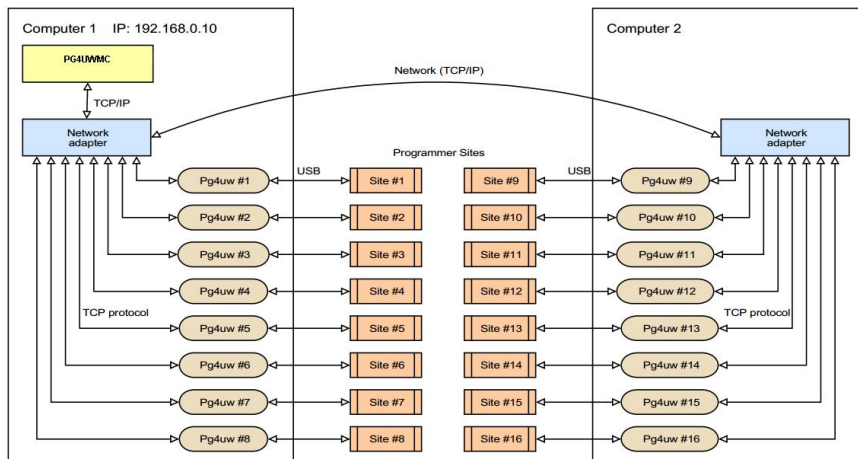 Computer 1 IP: 192.168.0.10
Computer 2
PG4UWMC
Network (TCP/IP)
TCP/IP
Network
adapter
Network
adapter
Programmer Sites
Pg4uw #1
USB
Site #1
Site #9
USB
Pg4uw #9
Pg4uw #2
Site #2
Site #10
Pg4uw #10
Pg4uw #3
Site #3
Site #11
Pg4uw #11
Pg4uw #4
Site #4
Site #12
Pg4uw #12
TCP protocol
TCP protocol
Pg4uw #5
Site #5
Site #13
Pg4uw #13
Pg4uw #6
Site #6
Site #14
Pg4uw #14
Pg4uw #7
Site #7
Site #15
Pg4uw #15
Pg4uw #8
Site #8
Site #16
Pg4uw #16